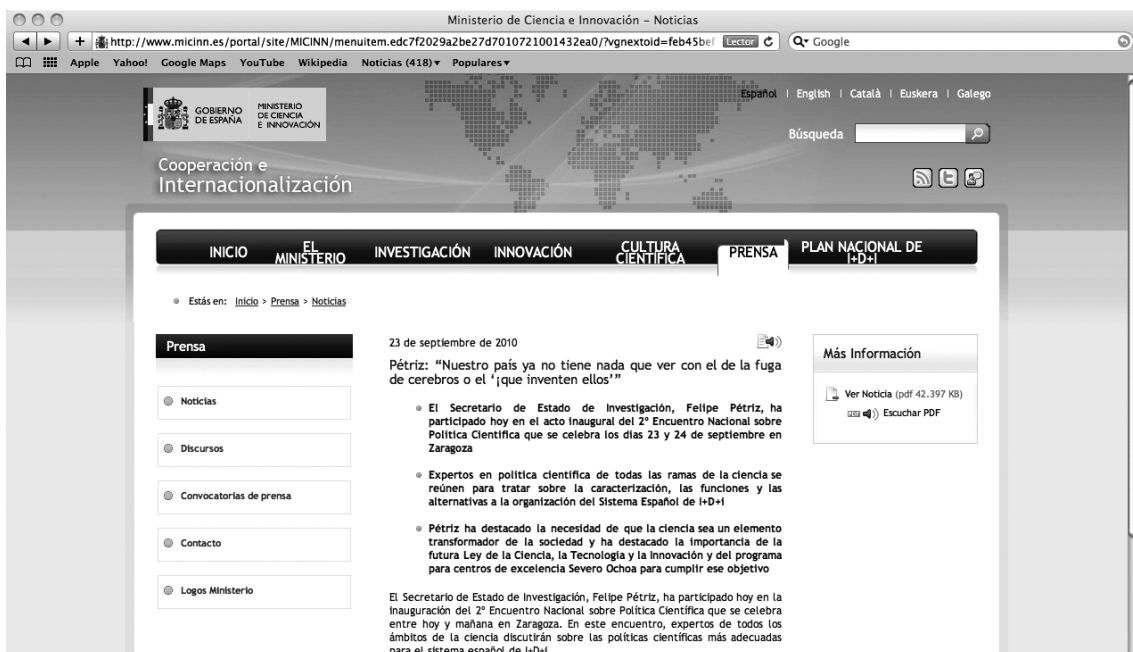 Ministerio de Ciencia e Innovación – Noticias
http://www.micinn.es/portal/site/MICINN/menuitem.edc7f2029a2be27d7010721001432ea0/?vgnextoid=feb45bef Lector Google
Apple Yahoo! Google Maps YouTube Wikipedia Noticias (418) Populares
Español | English | Català | Euskera | Galego
GOBIERNO DE ESPAÑA
MINISTERIO DE CIENCIA E INNOVACIÓN
Búsqueda
Cooperación e
Internacionalización
INICIO EL MINISTERIO INVESTIGACIÓN INNOVACIÓN CULTURA CIENTÍFICA PRENSA PLAN NACIONAL DE I+D+I
Estás en: Inicio > Prensa > Noticias
Prensa
Noticias
Discursos
Convocatorias de prensa
Contacto
Logos Ministerio
23 de septiembre de 2010
Pétriz: “Nuestro país ya no tiene nada que ver con el de la fuga
de cerebros o el ‘¡que inventen ellos’”
El Secretario de Estado de Investigación, Felipe Pétriz, ha
participado hoy en el acto inaugural del 2º Encuentro Nacional sobre
Política Científica que se celebra los días 23 y 24 de septiembre en
Zaragoza
Expertos en política científica de todas las ramas de la ciencia se
reúnen para tratar sobre la caracterización, las funciones y las
alternativas a la organización del Sistema Español de I+D+i
Pétriz ha destacado la necesidad de que la ciencia sea un elemento
transformador de la sociedad y ha destacado la importancia de la
futura Ley de la Ciencia, la Tecnología y la Innovación y del programa
para centros de excelencia Severo Ochoa para cumplir ese objetivo
El Secretario de Estado de Investigación, Felipe Pétriz, ha participado hoy en la
inauguración del 2º Encuentro Nacional sobre Política Científica que se celebra
entre hoy y mañana en Zaragoza. En este encuentro, expertos de todos los
ámbitos de la ciencia discutirán sobre las políticas científicas más adecuadas
para el sistema español de I+D+i
Más Información
Ver Noticia (pdf 42.397 KB)
Escuchar PDF